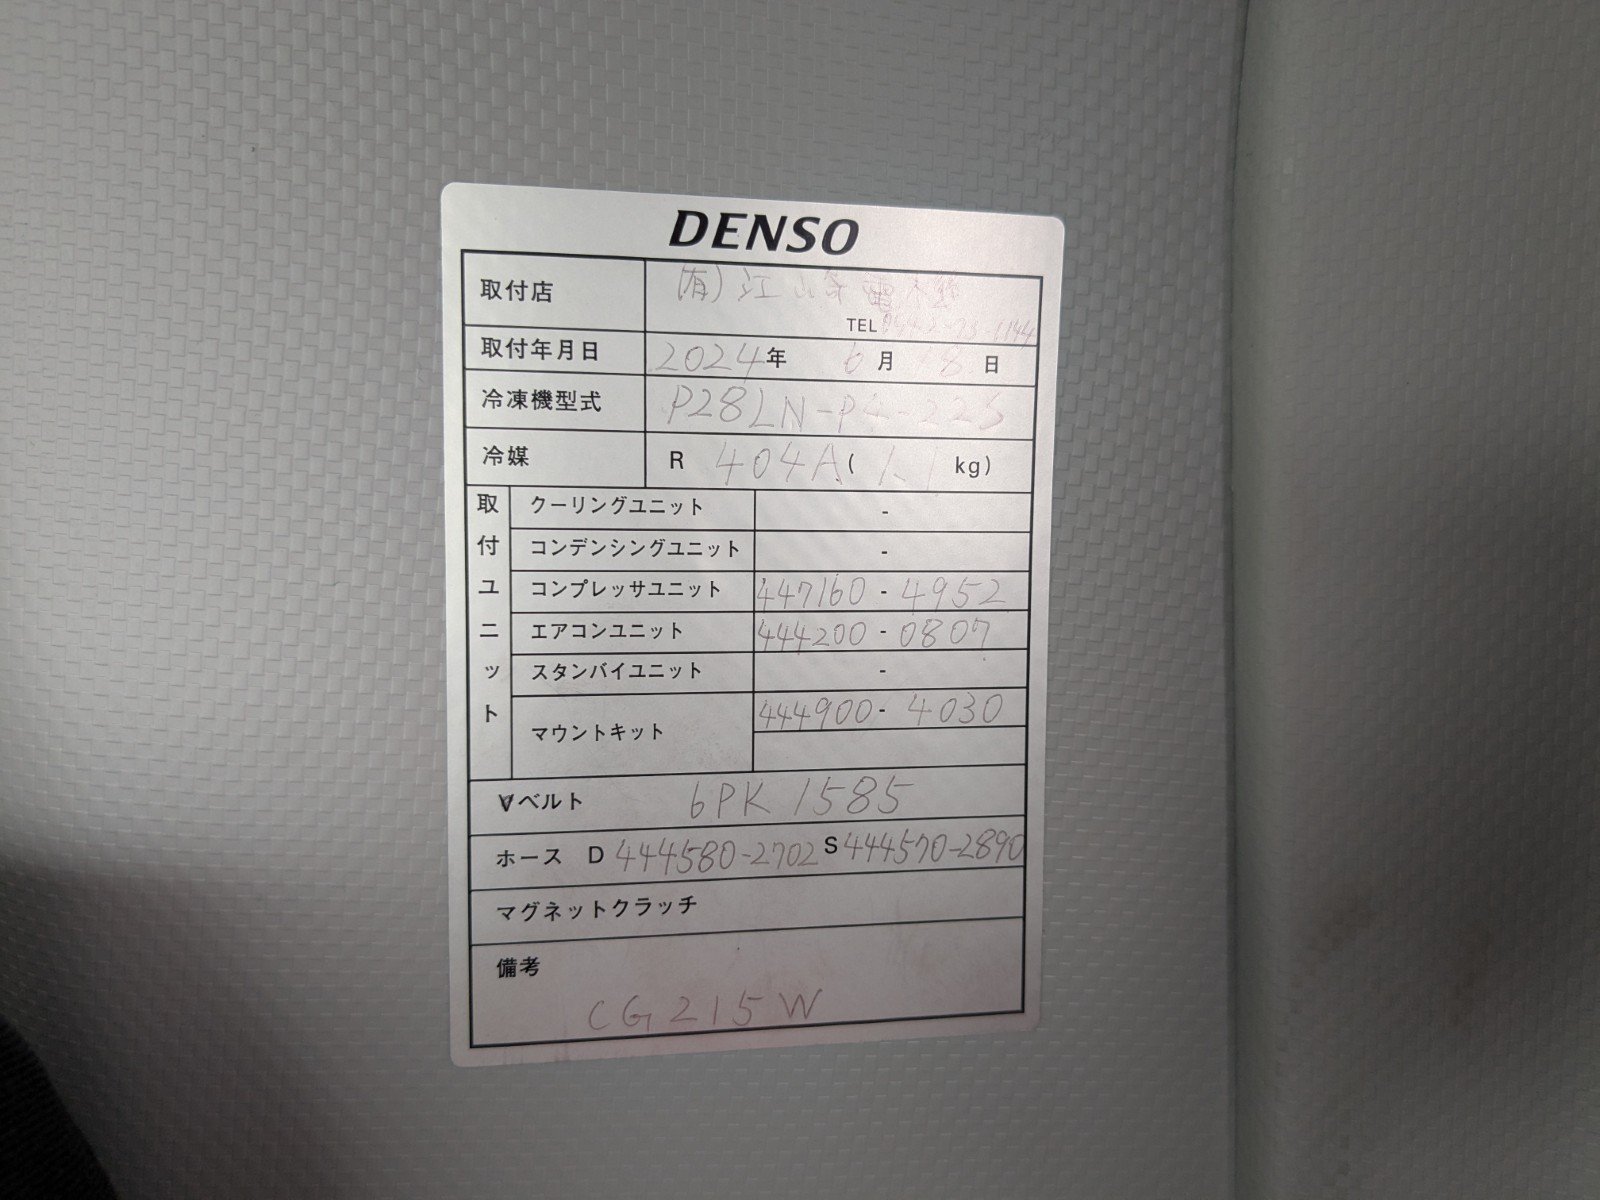 DENSO
取付店 (有)江
TEL
取付年月日 2024年 6月 8日
冷凍機型式 P28LN-P4-22S
冷媒 R 404A( 1.1 kg)
取付ユニット
クーリングユニット -
コンデンシングユニット -
コンプレッサユニット 447160 - 4952
エアコンユニット 444200 - 0807
スタンバイユニット -
マウントキット 444900 - 4030
Vベルト 6PK 1585
ホース D 444580-2702 S 444570-2890
マグネットクラッチ
備考
CG215W